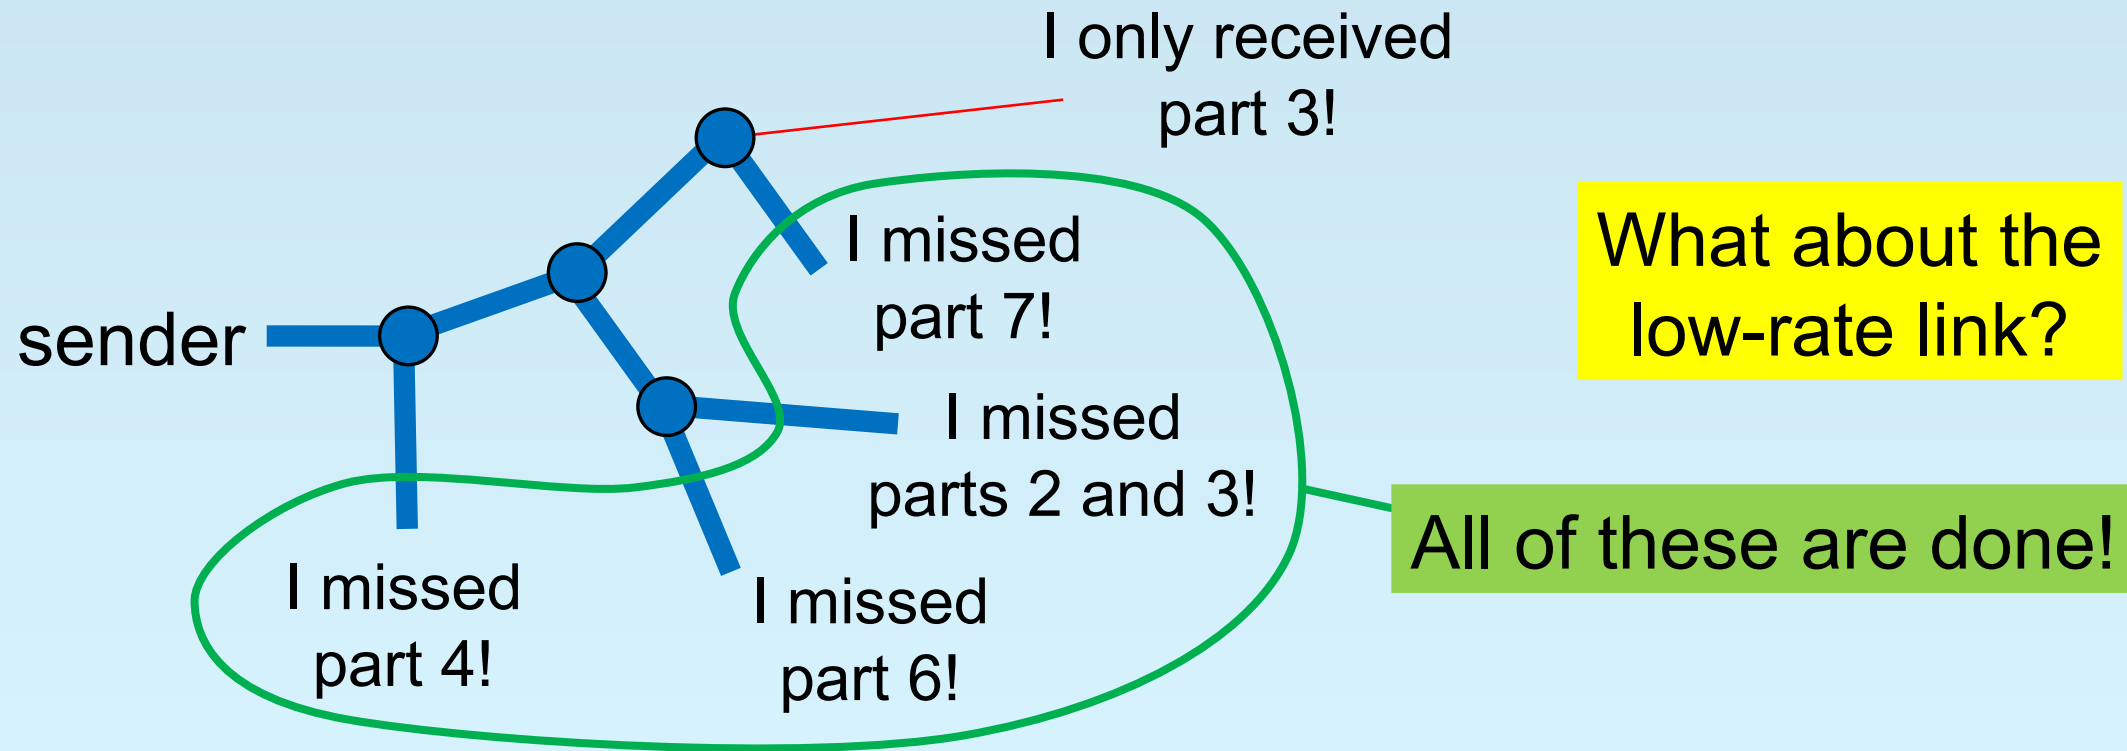 I only received
part 3!
I missed
part 7!
What about the
low-rate link?
sender
I missed
parts 2 and 3!
All of these are done!
I missed
part 4!
I missed
part 6!